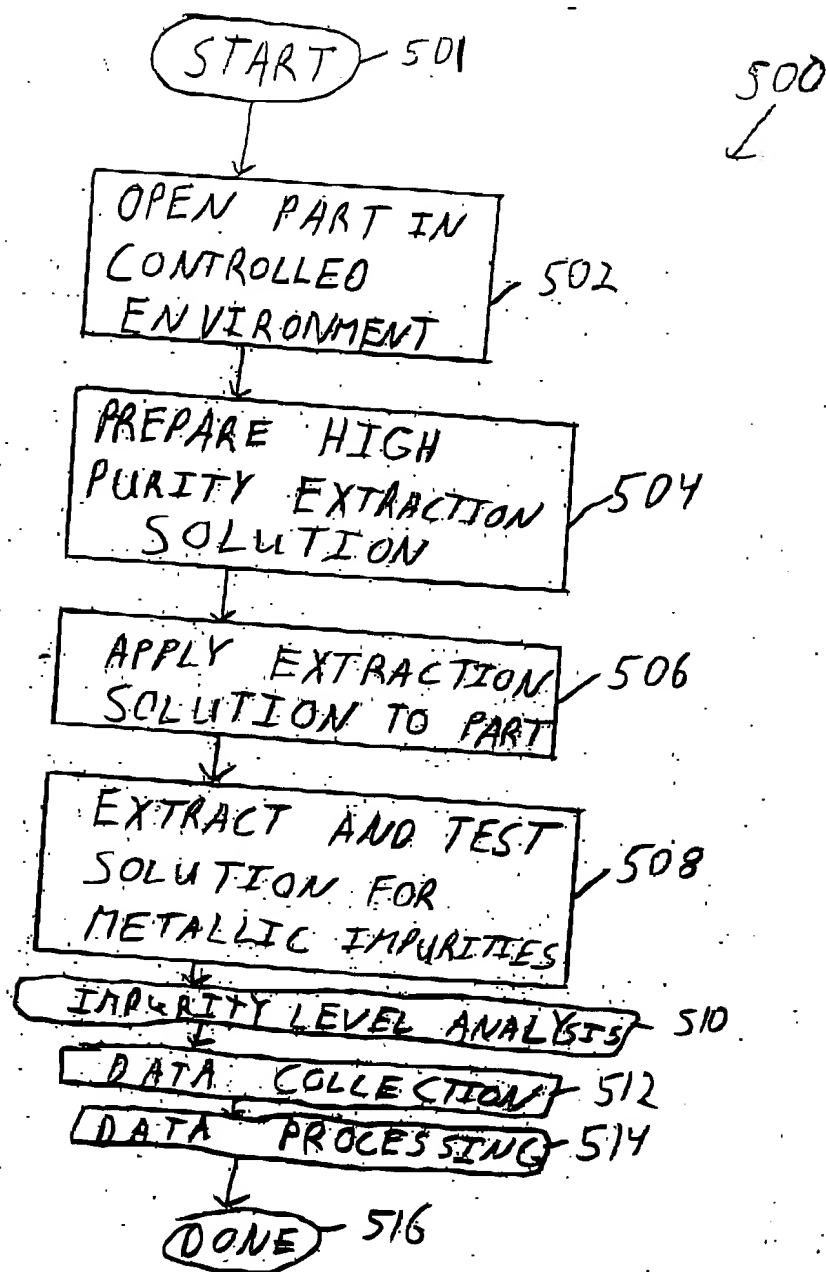 START 501
500
OPEN PART IN
CONTROLLED
ENVIRONMENT
502
PREPARE HIGH
PURITY EXTRACTION
SOLUTION
504
APPLY EXTRACTION
SOLUTION TO PART
506
EXTRACT AND TEST
SOLUTION FOR
METALLIC IMPURITIES
508
IMPURITY LEVEL ANALYSIS 510
DATA COLLECTION 512
DATA PROCESSING 514
DONE 516